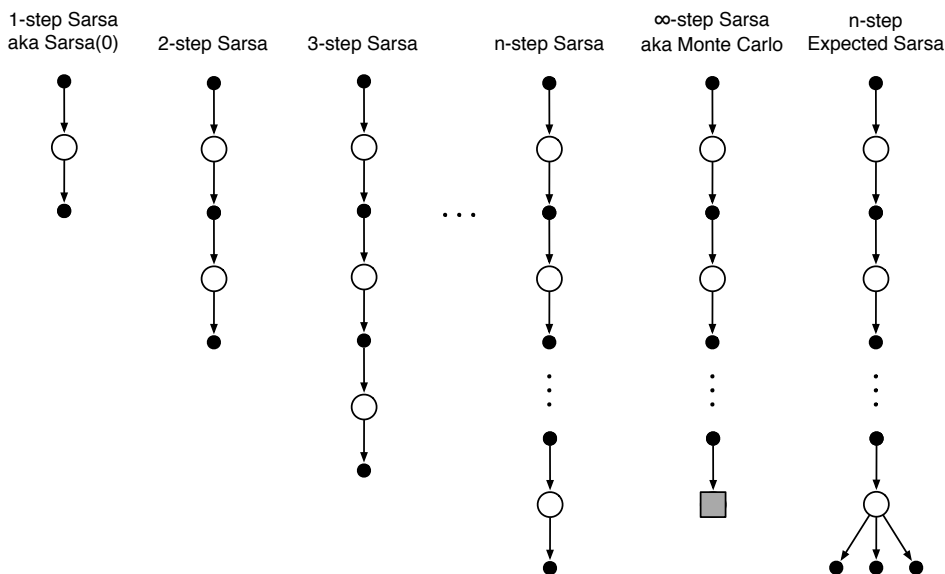 1-step Sarsa
aka Sarsa(0)
2-step Sarsa
3-step Sarsa
n-step Sarsa
∞-step Sarsa
aka Monte Carlo
n-step
Expected Sarsa